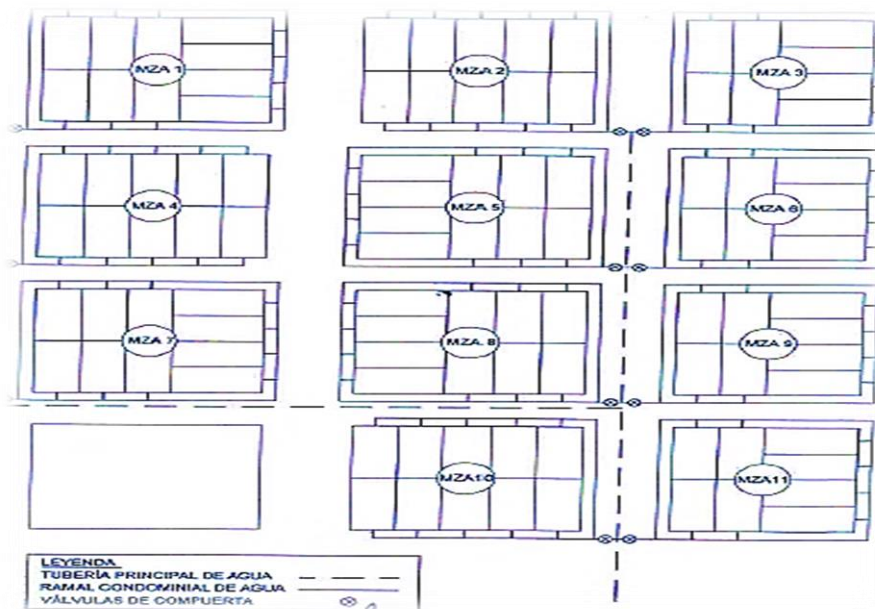 MZA 1
MZA 2
MZA 3
MZA 4
MZA 5
MZA 6
MZA 7
MZA 8
MZA 9
MZA10
MZA11
LEYENDA
TUBERÍA PRINCIPAL DE AGUA
RAMAL CONDOMINIAL DE AGUA
VÁLVULAS DE COMPUERTA